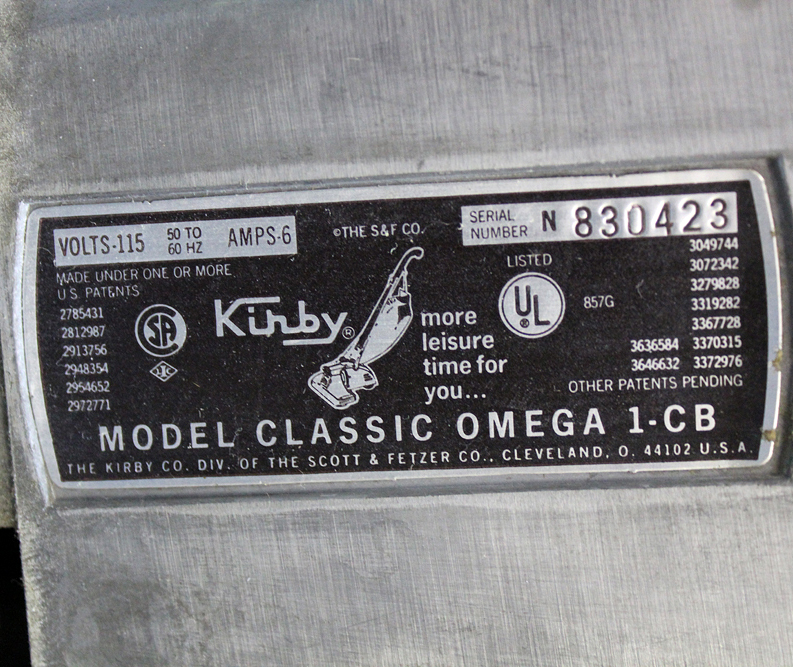 VOLTS-115 50 TO 60 HZ AMPS-6
©THE S&F CO.
SERIAL NUMBER N 830423
MADE UNDER ONE OR MORE
U.S. PATENTS
2785431
2812987
2913756
2948354
2954652
2972771
SA
Kirby®
more
leisure
time for
you...
LISTED
UL ®
857G
3049744
3072342
3279828
3319282
3367728
3636584 3370315
3646632 3372976
OTHER PATENTS PENDING
MODEL CLASSIC OMEGA 1-CB
THE KIRBY CO. DIV. OF THE SCOTT & FETZER CO., CLEVELAND, O. 44102 U.S.A.